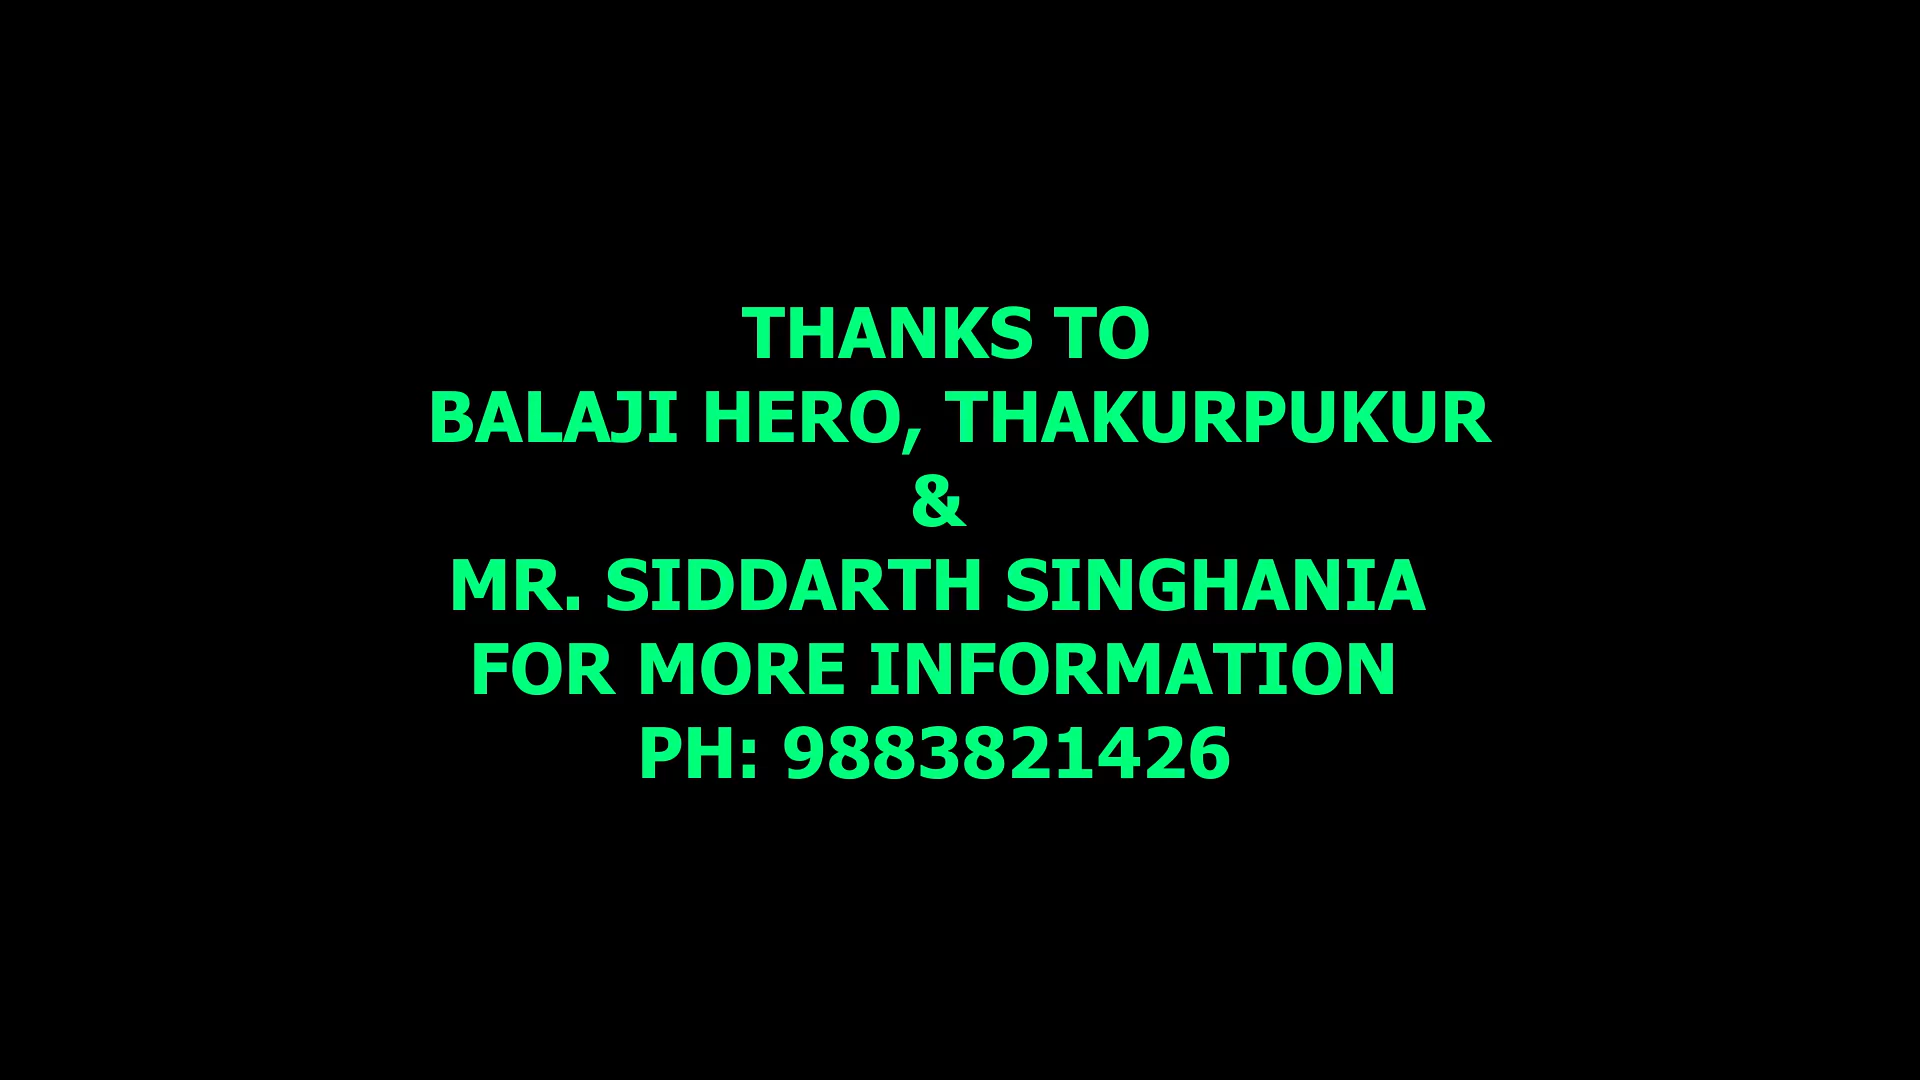 THANKS TO
BALAJI HERO, THAKURPUKUR
&
MR. SIDDARTH SINGHANIA
FOR MORE INFORMATION
PH: 9883821426